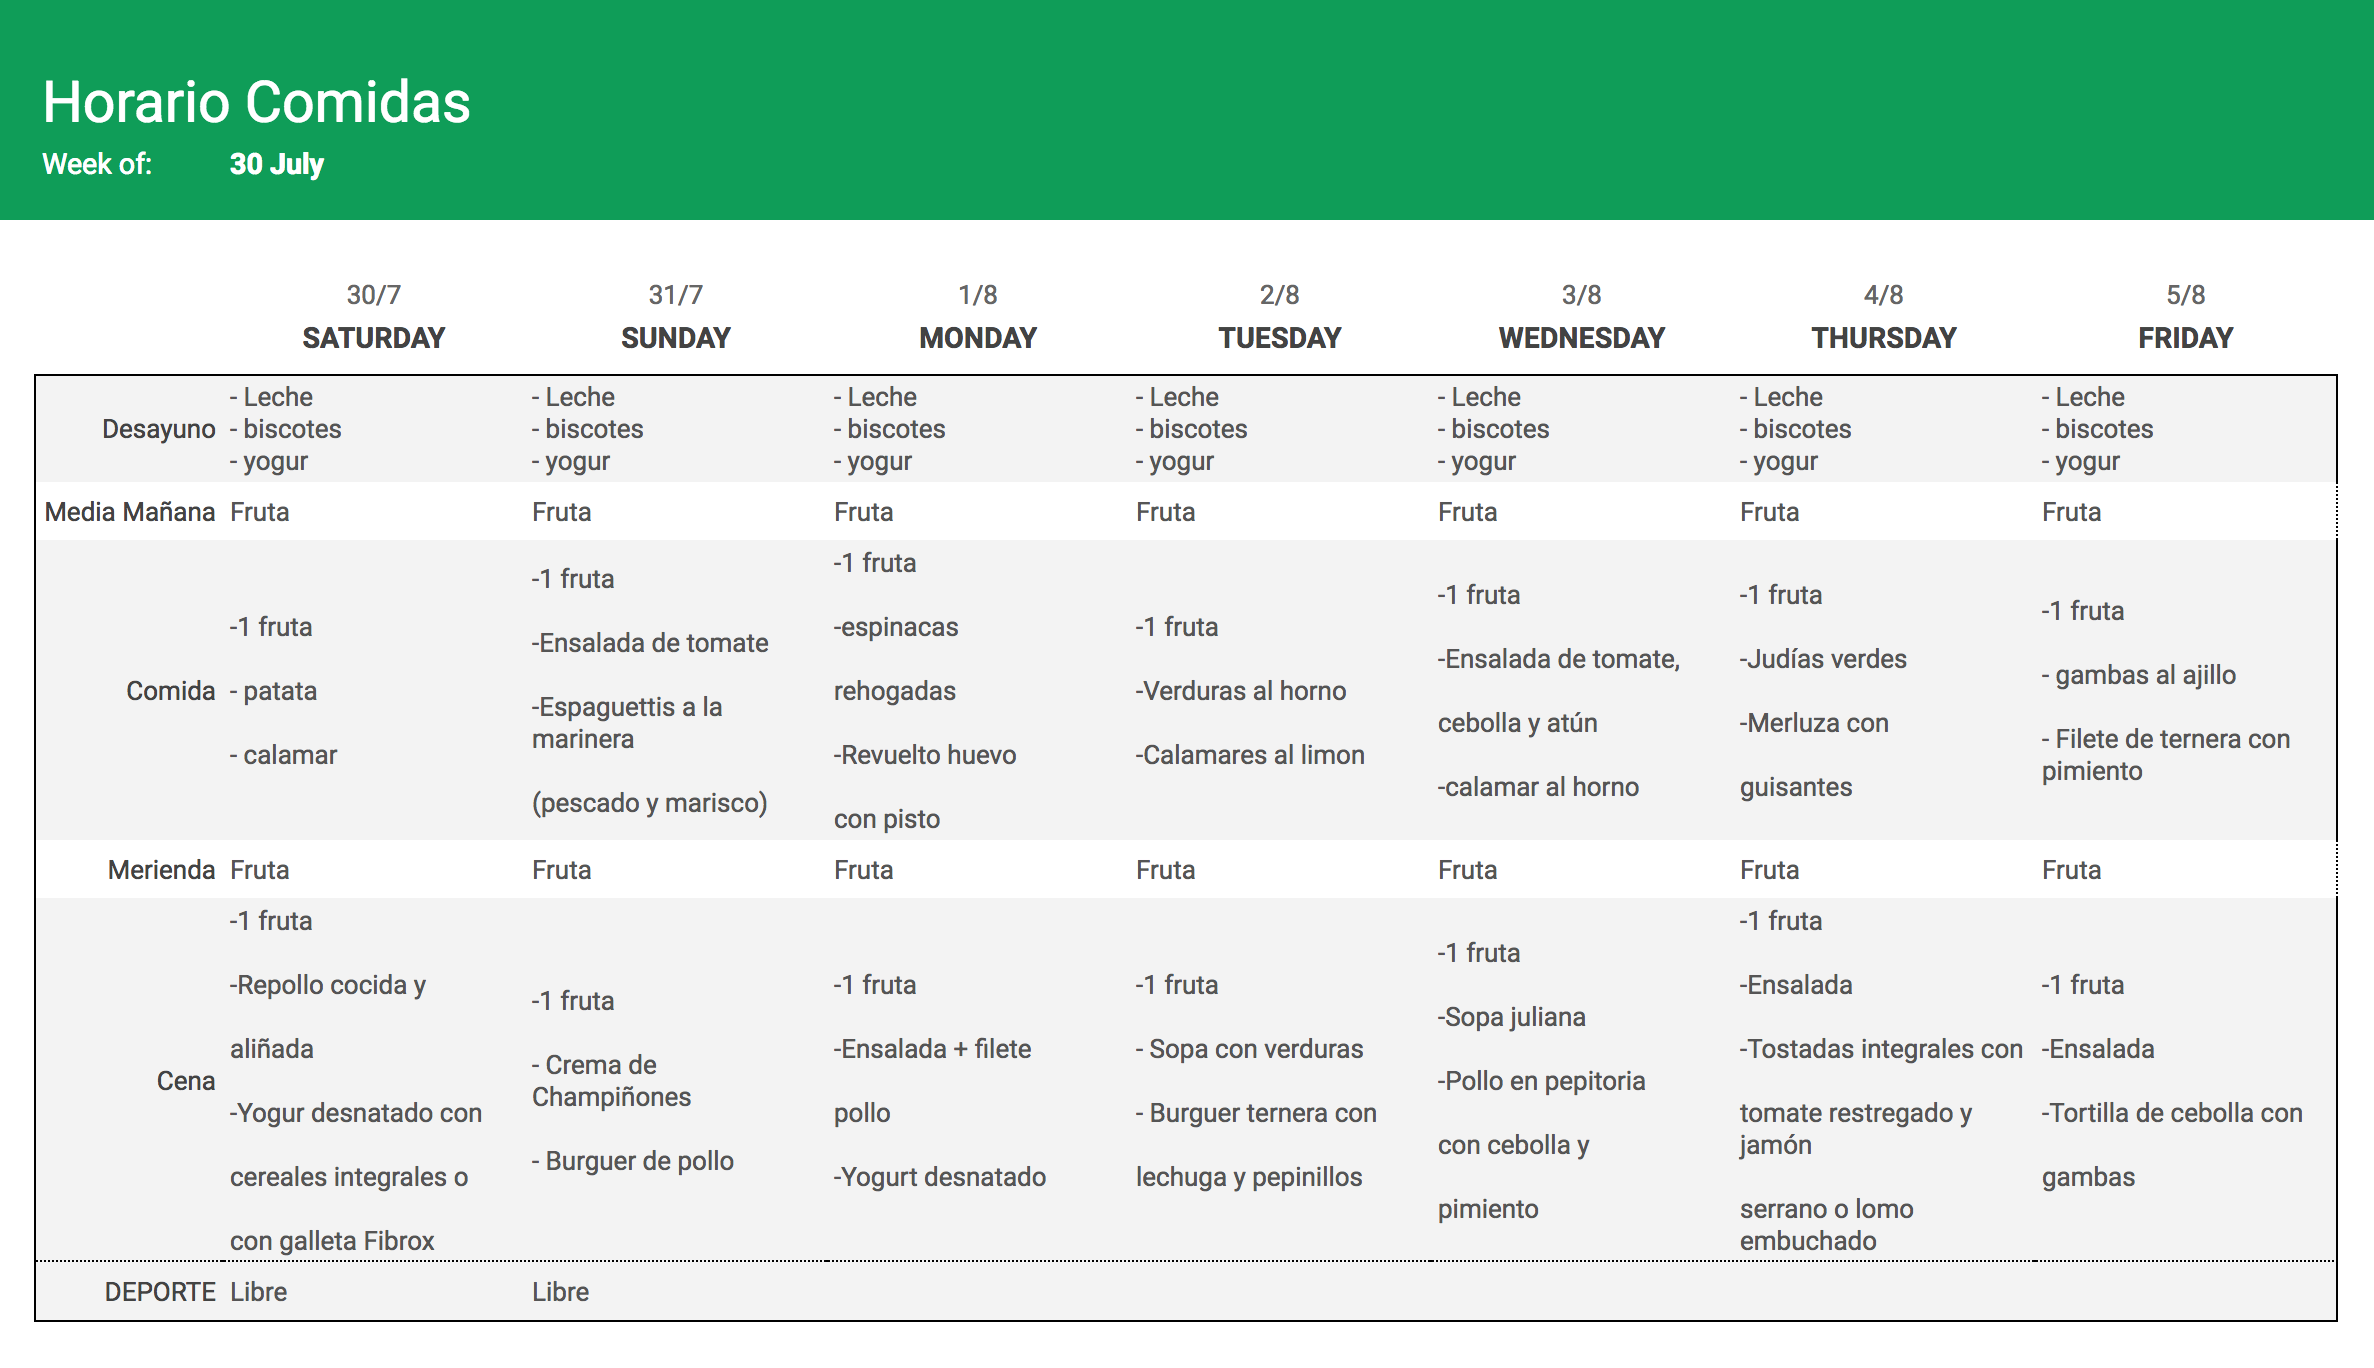 Horario Comidas
Week of: 30 July
30/7 31/7 1/8 2/8 3/8 4/8 5/8
SATURDAY SUNDAY MONDAY TUESDAY WEDNESDAY THURSDAY FRIDAY
Desayuno
- Leche
- biscotes
- yogur
- Leche
- biscotes
- yogur
- Leche
- biscotes
- yogur
- Leche
- biscotes
- yogur
- Leche
- biscotes
- yogur
- Leche
- biscotes
- yogur
- Leche
- biscotes
- yogur
Media Mañana Fruta Fruta Fruta Fruta Fruta Fruta Fruta
Comida
-1 fruta
- patata
- calamar
-1 fruta
-Ensalada de tomate
-Espaguettis a la
marinera
(pescado y marisco)
-1 fruta
-espinacas
rehogadas
-Revuelto huevo
con pisto
-1 fruta
-Verduras al horno
-Calamares al limon
-1 fruta
-Ensalada de tomate,
cebolla y atún
-calamar al horno
-1 fruta
-Judías verdes
-Merluza con
guisantes
-1 fruta
- gambas al ajillo
- Filete de ternera con
pimiento
Merienda Fruta Fruta Fruta Fruta Fruta Fruta Fruta
Cena
-1 fruta
-Repollo cocida y
aliñada
-Yogur desnatado con
cereales integrales o
con galleta Fibrox
-1 fruta
- Crema de
Champiñones
- Burguer de pollo
-1 fruta
-Ensalada + filete
pollo
-Yogurt desnatado
-1 fruta
- Sopa con verduras
- Burguer ternera con
lechuga y pepinillos
-1 fruta
-Sopa juliana
-Pollo en pepitoria
con cebolla y
pimiento
-1 fruta
-Ensalada
-Tostadas integrales con
tomate restregado y
jamón
serrano o lomo
embuchado
-1 fruta
-Ensalada
-Tortilla de cebolla con
gambas
DEPORTE Libre Libre